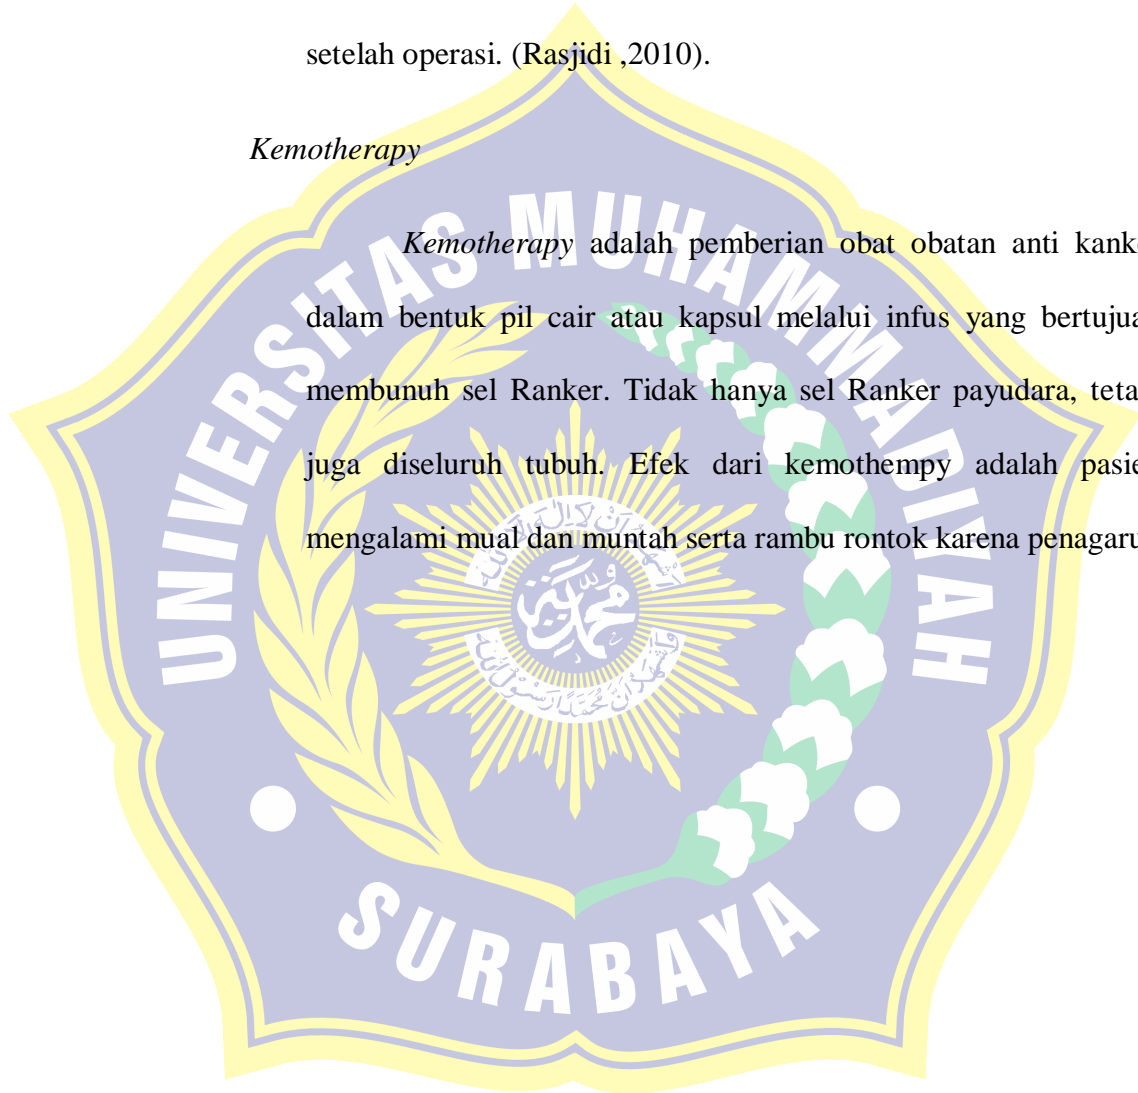 setelah operasi. (Rasjidi ,2010).
Kemotherapy
Kemotherapy adalah pemberian obat obatan anti kank
dalam bentuk pil cair atau kapsul melalui infus yang bertujua
membunuh sel Ranker. Tidak hanya sel Ranker payudara, teta
juga diseluruh tubuh. Efek dari kemothempy adalah pasie
mengalami mual dan muntah serta rambu rontok karena penagaru
UNIVERSITAS MUHAMMADIYAH
SURABAYA
محمد